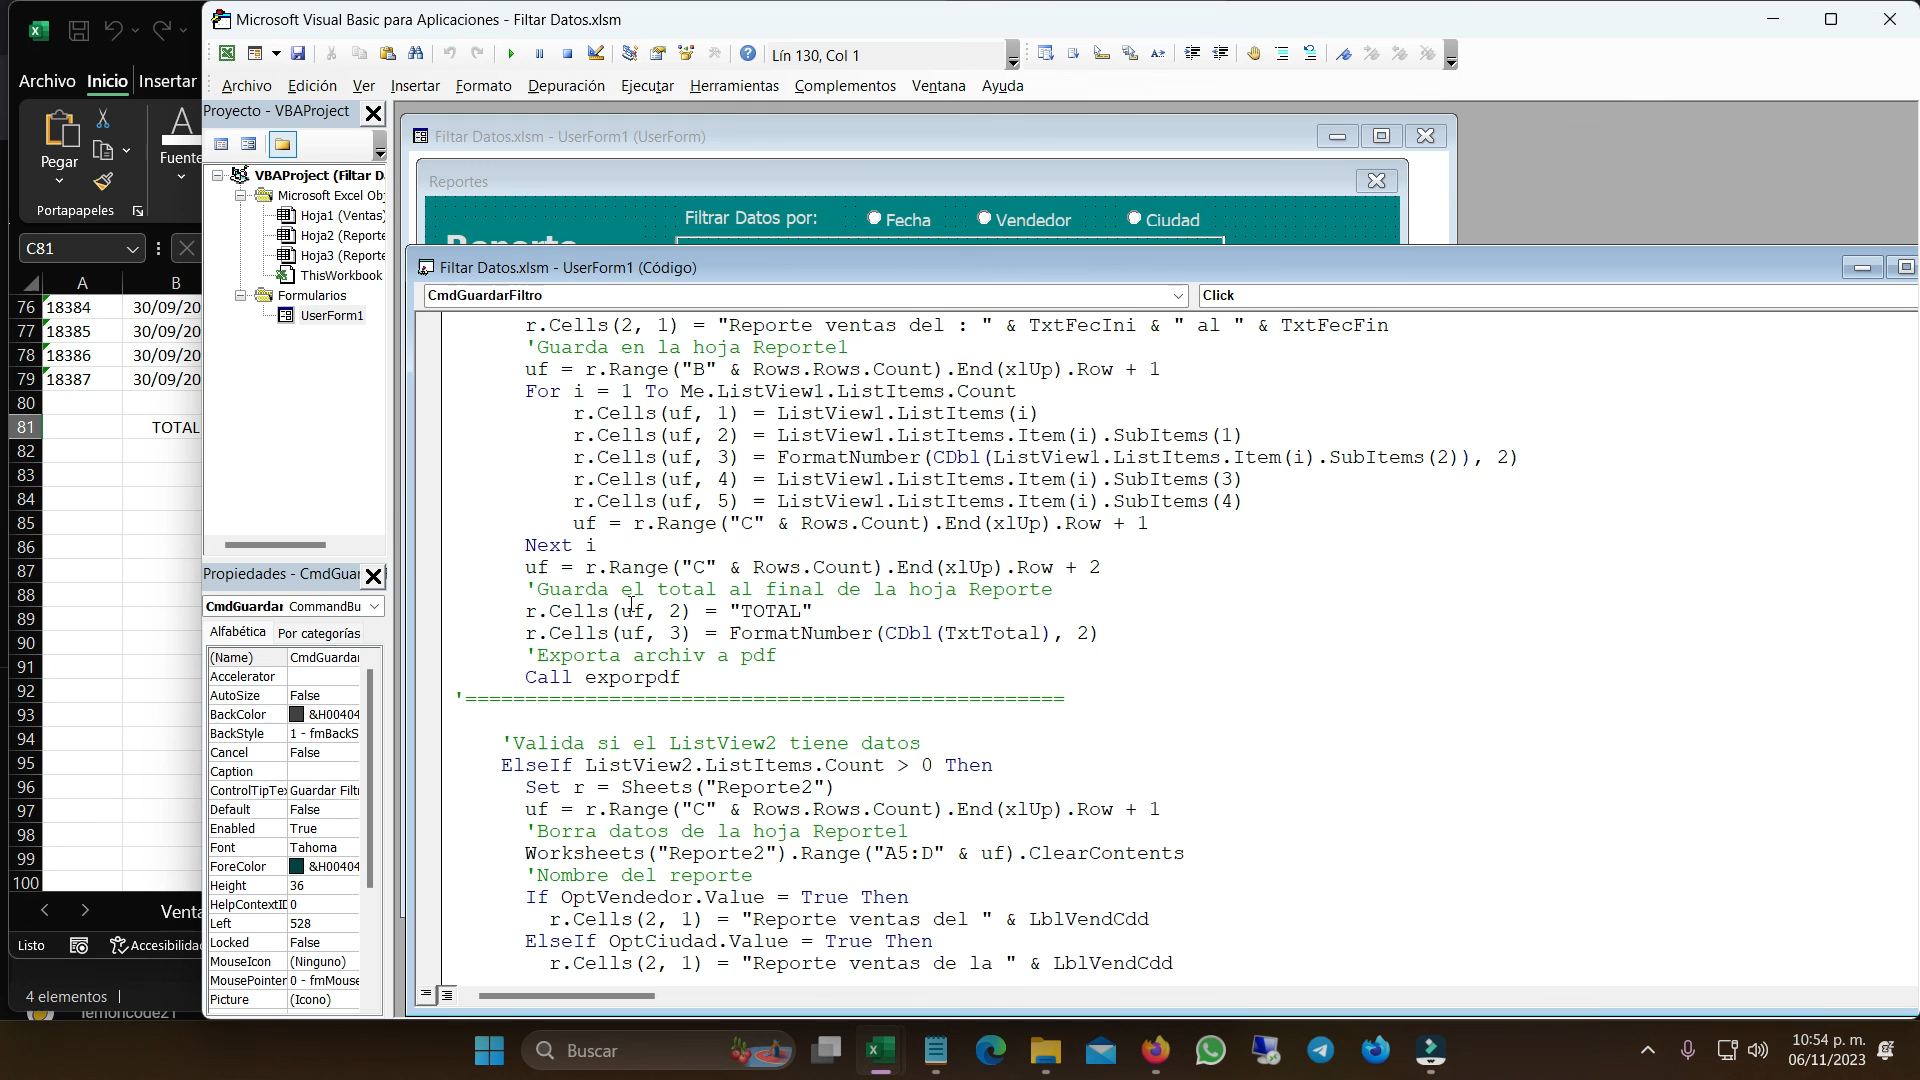 Microsoft Visual Basic para Aplicaciones - Filtar Datos.xlsm
Lín 130, Col 1
Archivo Edición Ver Insertar Formato Depuración Ejecutar Herramientas Complementos Ventana Ayuda
Archivo Inicio Insertar
Pegar
Fuente
Portapapeles
C81
A B
76 18384 30/09/20
77 18385 30/09/20
78 18386 30/09/20
79 18387 30/09/20
80
81 TOTAL
82
83
84
85
86
87
88
89
90
91
92
93
94
95
96
97
98
99
100
Venta
Listo
Accesibilidad
4 elementos
lemoncode21
Proyecto - VBAProject
VBAProject (Filtar D
Microsoft Excel Obj
Hoja1 (Ventas)
Hoja2 (Reporte
Hoja3 (Reporte
ThisWorkbook
Formularios
UserForm1
Propiedades - CmdGuar
CmdGuardar CommandBu
Alfabética Por categorías
(Name) CmdGuardar
Accelerator
AutoSize False
BackColor &H00404
BackStyle 1 - fmBackS
Cancel False
Caption
ControlTipTex Guardar Filtr
Default False
Enabled True
Font Tahoma
ForeColor &H00404
Height 36
HelpContextID 0
Left 528
Locked False
MouseIcon (Ninguno)
MousePointer 0 - fmMouse
Picture (Icono)
Filtar Datos.xlsm - UserForm1 (UserForm)
Reportes
Filtrar Datos por: Fecha Vendedor Ciudad
Reporte
Filtar Datos.xlsm - UserForm1 (Código)
CmdGuardarFiltro Click
r.Cells(2, 1) = "Reporte ventas del : " & TxtFecIni & " al " & TxtFecFin
'Guarda en la hoja Reporte1
uf = r.Range("B" & Rows.Rows.Count).End(xlUp).Row + 1
For i = 1 To Me.ListView1.ListItems.Count
r.Cells(uf, 1) = ListView1.ListItems(i)
r.Cells(uf, 2) = ListView1.ListItems.Item(i).SubItems(1)
r.Cells(uf, 3) = FormatNumber(CDbl(ListView1.ListItems.Item(i).SubItems(2)), 2)
r.Cells(uf, 4) = ListView1.ListItems.Item(i).SubItems(3)
r.Cells(uf, 5) = ListView1.ListItems.Item(i).SubItems(4)
uf = r.Range("C" & Rows.Count).End(xlUp).Row + 1
Next i
uf = r.Range("C" & Rows.Count).End(xlUp).Row + 2
'Guarda el total al final de la hoja Reporte
r.Cells(uf, 2) = "TOTAL"
r.Cells(uf, 3) = FormatNumber(CDbl(TxtTotal), 2)
'Exporta archiv a pdf
Call exporpdf
'==================================================
'Valida si el ListView2 tiene datos
ElseIf ListView2.ListItems.Count > 0 Then
Set r = Sheets("Reporte2")
uf = r.Range("C" & Rows.Rows.Count).End(xlUp).Row + 1
'Borra datos de la hoja Reporte1
Worksheets("Reporte2").Range("A5:D" & uf).ClearContents
'Nombre del reporte
If OptVendedor.Value = True Then
r.Cells(2, 1) = "Reporte ventas del " & LblVendCdd
ElseIf OptCiudad.Value = True Then
r.Cells(2, 1) = "Reporte ventas de la " & LblVendCdd
Buscar
10:54 p. m.
06/11/2023